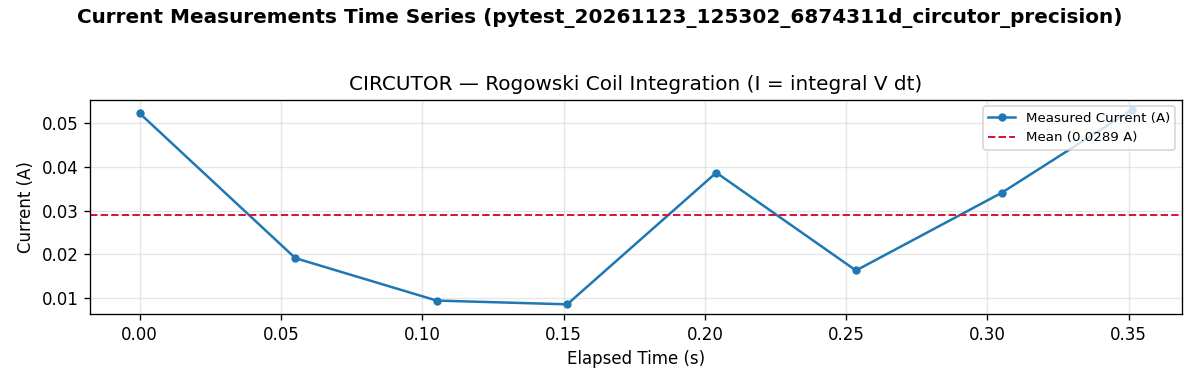 Current Measurements Time Series (pytest_20261123_125302_6874311d_circutor_precision)
CIRCUTOR — Rogowski Coil Integration (I = integral V dt)
Current (A)
0.05
0.04
0.03
0.02
0.01
Measured Current (A)
Mean (0.0289 A)
0.00 0.05 0.10 0.15 0.20 0.25 0.30 0.35
Elapsed Time (s)